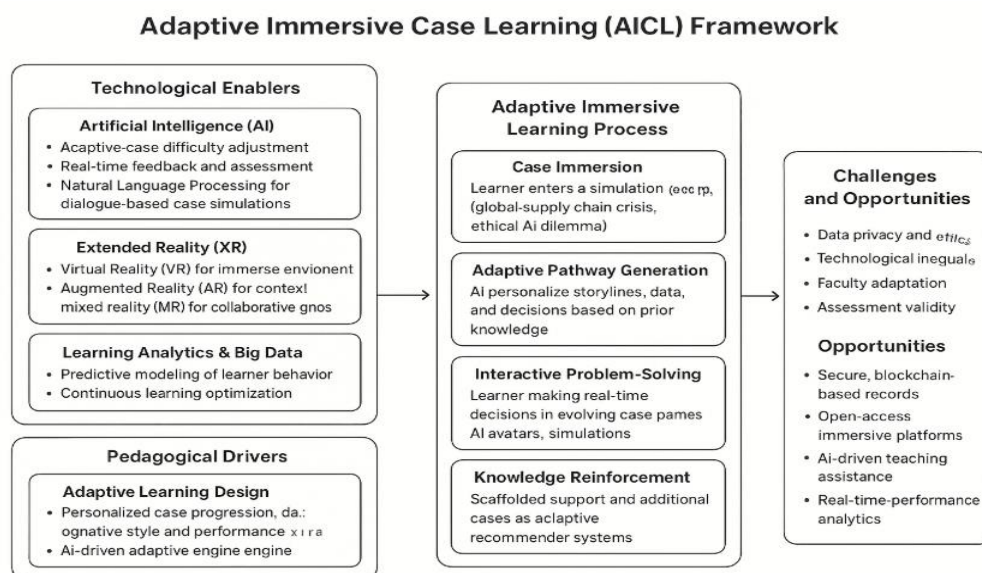 Adaptive Immersive Case Learning (AICL) Framework
Technological Enablers
Artificial Intelligence (AI)
• Acaptive-case difficulty adjustment
• Real-time feedback and assessment
• Natural Language Processing for
dialogue-based case simulations
Extended Reality (XR)
• Virtual Reality (VR) for immerse envionent
• Augmented Reality (AR) for contex!
mixed reality (MR) for collaborative gnos
Learning Analytics & Big Data
• Predictive modeling of learner behavior
• Continuous learning optimization
Pedagogical Drivers
Adaptive Learning Design
• Personalized case progression, da.:
ognative style and performance
• Ai-driven adaptive engine engine
Adaptive Immersive
Learning Process
Case Immersion
Learner enters a simulation
(global-supply chain crisis,
ethical Ai dilemma)
Adaptive Pathway Generation
AI personalize storylines, data,
and decisions based on prior
knowledge
Interactive Problem-Solving
Learner making real-time
decisions in evolving case pames
AI avatars, simulations
Knowledge Reinforcement
Scaffolded support and additional
cases as aclaptive
recommender systems
Challenges
and Opportunities
• Data privacy and
• Technological
• Faculty adaptation
• Assessment validity
Opportunities
• Secure, blockchain-
based records
• Open-access
immersive platforms
• Ai-driven teaching
assistance
• Real-time-performance
analytics